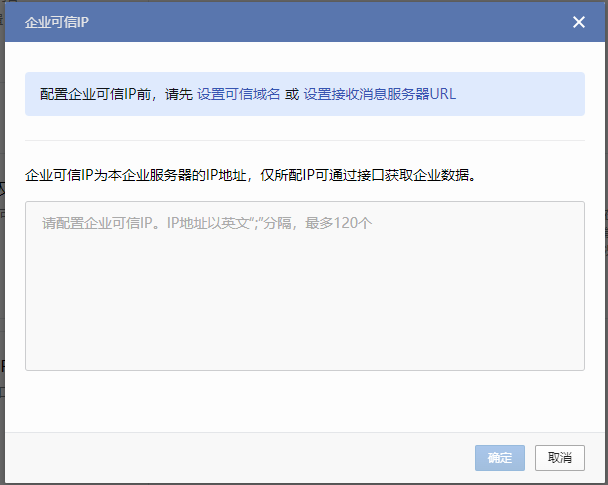 企业可信IP
配置企业可信IP前，请先 设置可信域名 或 设置接收消息服务器URL
企业可信IP为本企业服务器的IP地址，仅所配IP可通过接口获取企业数据。
请配置企业可信IP。IP地址以英文“;”分隔，最多120个
确定
取消